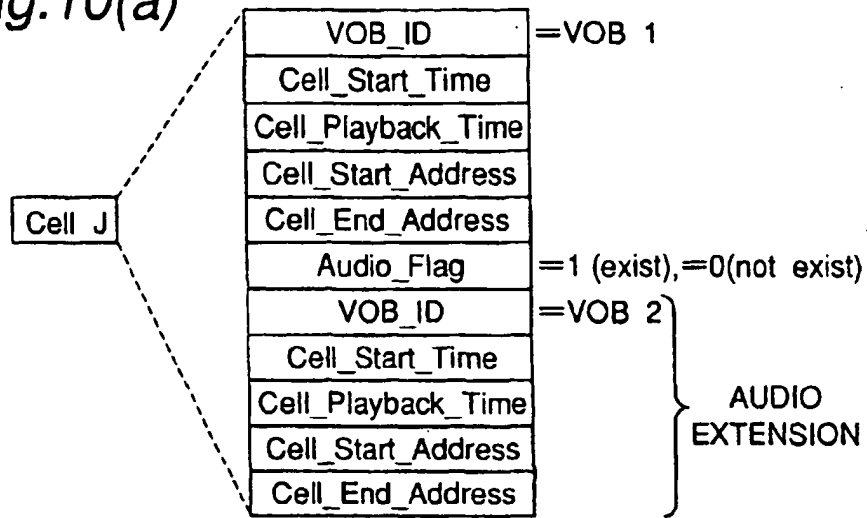 ig.10(a)
VOB_ID =VOB 1
Cell_Start_Time
Cell_Playback_Time
Cell_Start_Address
Cell J
Cell_End_Address
Audio_Flag =1 (exist),=0(not exist)
VOB_ID =VOB 2
Cell_Start_Time
Cell_Playback_Time
Cell_Start_Address
Cell_End_Address
AUDIO
EXTENSION